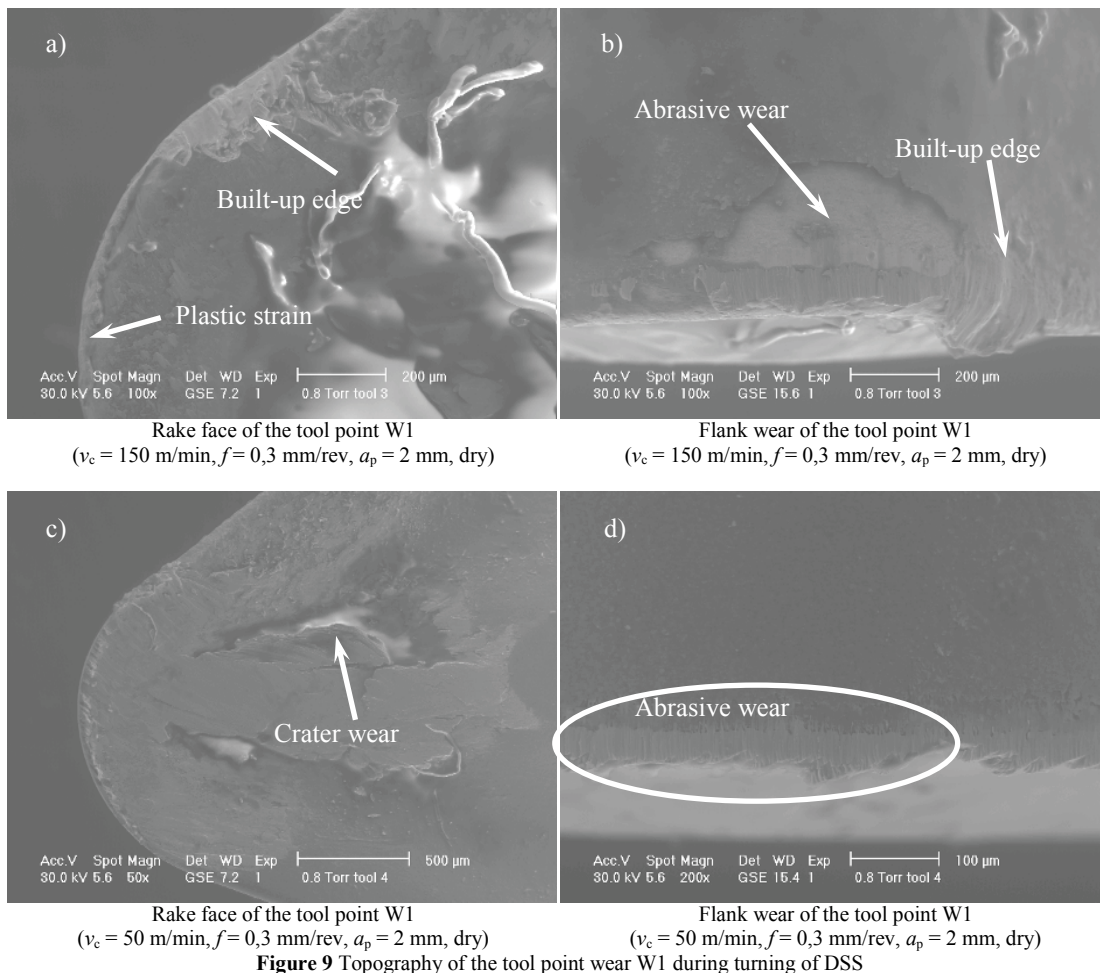 a)
Built-up edge
Plastic strain
Acc.V Spot Magn Det WD Exp 200 µm
30.0 kV 5.6 100x GSE 7.2 1 0.8 Torr tool 3
Rake face of the tool point W1
(vc = 150 m/min, f = 0,3 mm/rev, ap = 2 mm, dry)
b)
Abrasive wear
Built-up edge
Acc.V Spot Magn Det WD Exp 200 µm
30.0 kV 5.6 100x GSE 15.6 1 0.8 Torr tool 3
Flank wear of the tool point W1
(vc = 150 m/min, f = 0,3 mm/rev, ap = 2 mm, dry)
c)
Crater wear
Acc.V Spot Magn Det WD Exp 500 µm
30.0 kV 5.6 50x GSE 7.2 1 0.8 Torr tool 4
Rake face of the tool point W1
(vc = 50 m/min, f = 0,3 mm/rev, ap = 2 mm, dry)
d)
Abrasive wear
Acc.V Spot Magn Det WD Exp 100 µm
30.0 kV 5.6 200x GSE 15.4 1 0.8 Torr tool 4
Flank wear of the tool point W1
(vc = 50 m/min, f = 0,3 mm/rev, ap = 2 mm, dry)
Figure 9 Topography of the tool point wear W1 during turning of DSS